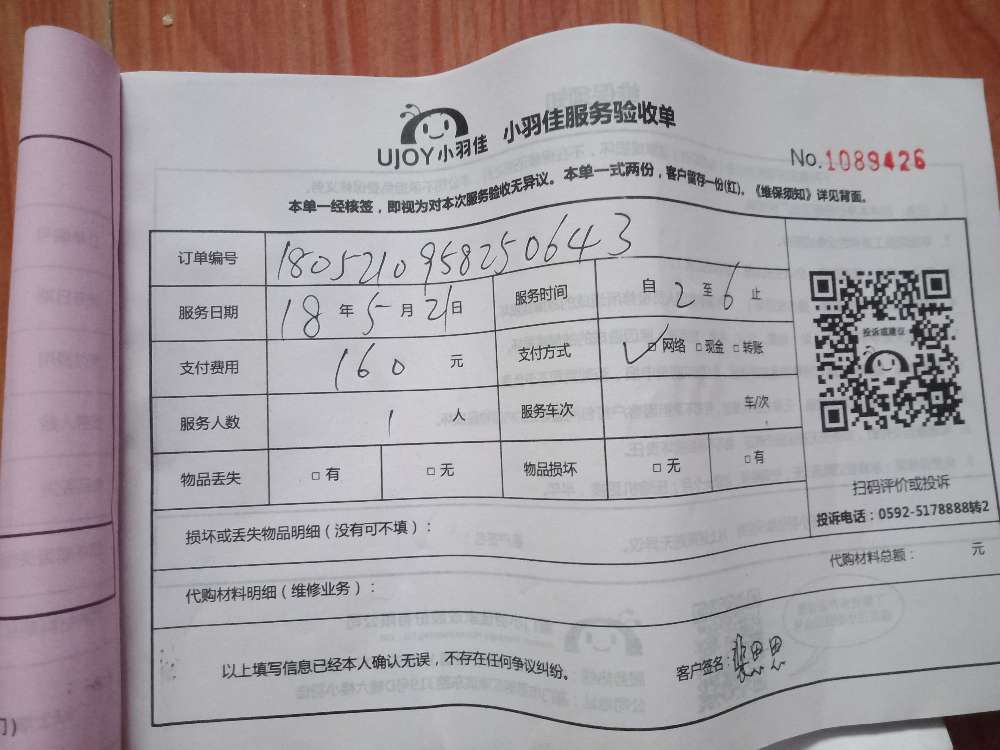 UJOY小羽佳 小羽佳服务验收单
No.1089426
本单一经核签，即视为对本次服务验收无异议。本单一式两份，客户留存一份(红)。《维保须知》详见背面。
订单编号 180521095825064 43
服务日期 18 年 5 月 21 日 服务时间 自 2 至 6 止
支付费用 160 元 支付方式 ✓□网络 □现金 □转账
服务人数 1 人 服务车次 车/次
物品丢失 □有 □无 物品损坏 □无 □有
投诉或建议
扫码评价或投诉
投诉电话：0592-5178888转2
损坏或丢失物品明细（没有可不填）：
代购材料明细（维修业务）： 代购材料总额： 元
以上填写信息已经本人确认无误，不存在任何争议纠纷。 客户签名：